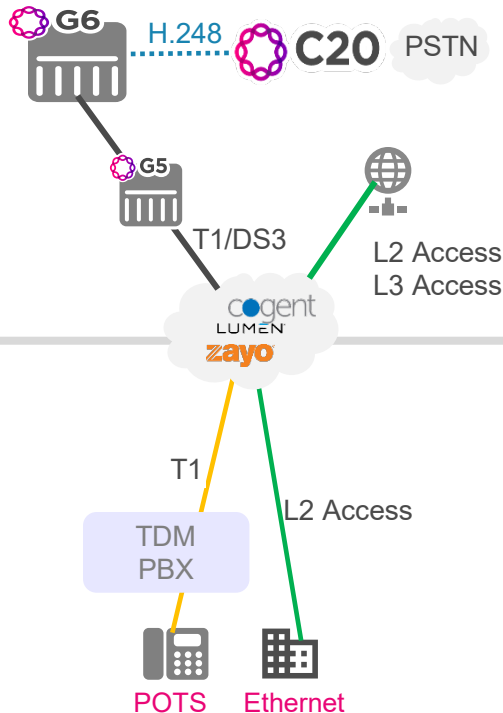 G6
H.248
C20
PSTN
G5
T1/DS3
L2 Access
L3 Access
cogent
LUMEN
zayo
T1
L2 Access
TDM
PBX
POTS
Ethernet